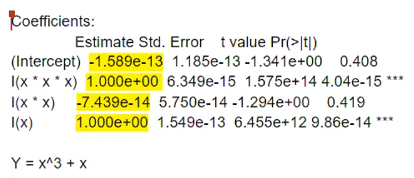 Coefficients:
Estimate Std. Error t value Pr(>|t|)
(Intercept) -1.589e-13 1.185e-13 -1.341e+00 0.408
I(x * x * x) 1.000e+00 6.349e-15 1.575e+14 4.04e-15 ***
I(x * x) -7.439e-14 5.750e-14 -1.294e+00 0.419
I(x) 1.000e+00 1.549e-13 6.455e+12 9.86e-14 ***
Y = x^3 + x